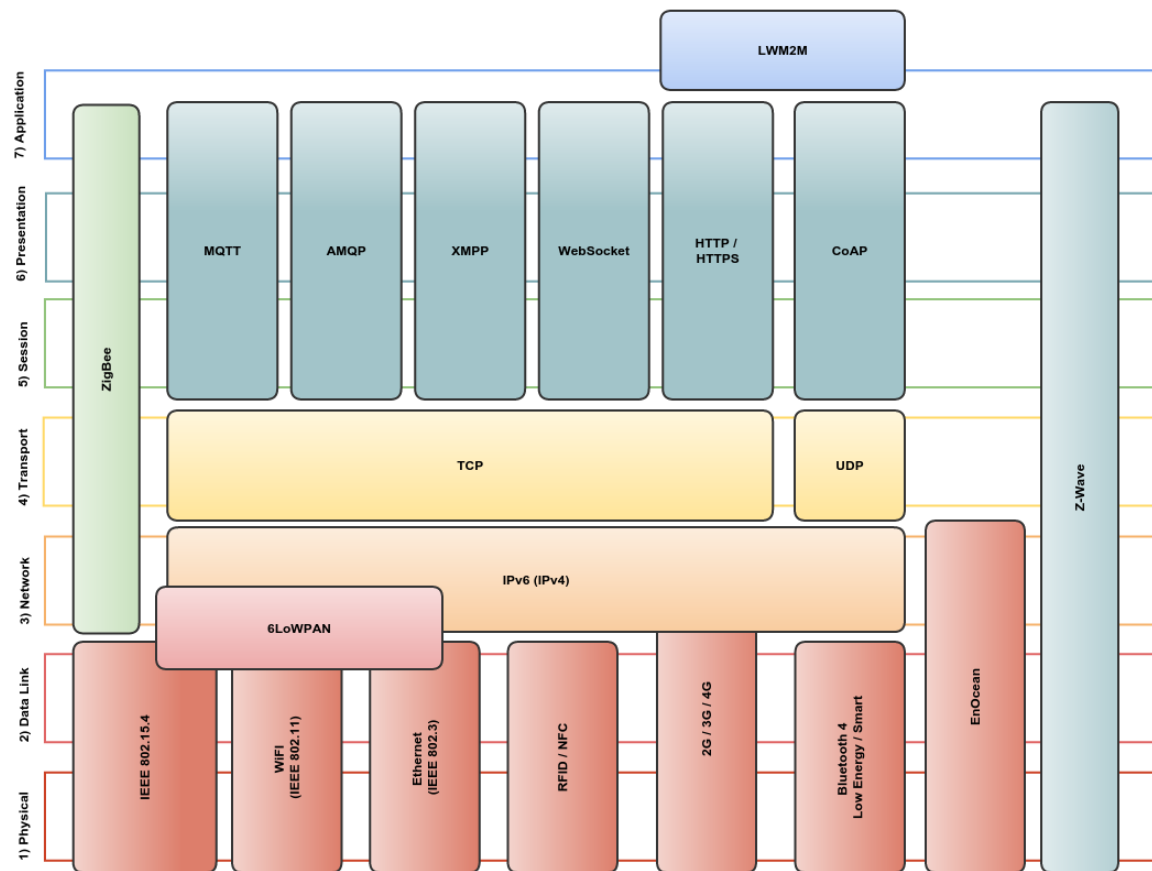 LWM2M
7) Application
6) Presentation
5) Session
4) Transport
3) Network
2) Data Link
1) Physical
ZigBee
MQTT
AMQP
XMPP
WebSocket
HTTP /
HTTPS
CoAP
Z-Wave
TCP
UDP
IPv6 (IPv4)
6LoWPAN
IEEE 802.15.4
WiFi
(IEEE 802.11)
Ethernet
(IEEE 802.3)
RFID / NFC
2G / 3G / 4G
Bluetooth 4
Low Energy / Smart
EnOcean